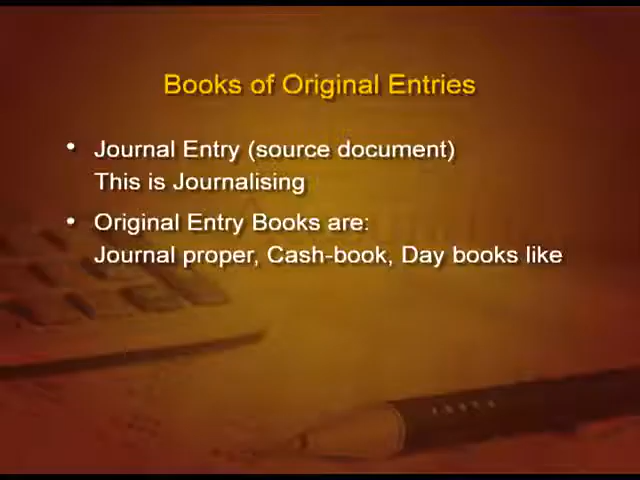 Books of Original Entries
• Journal Entry (source document)
This is Journalising
• Original Entry Books are:
Journal proper, Cash-book, Day books like